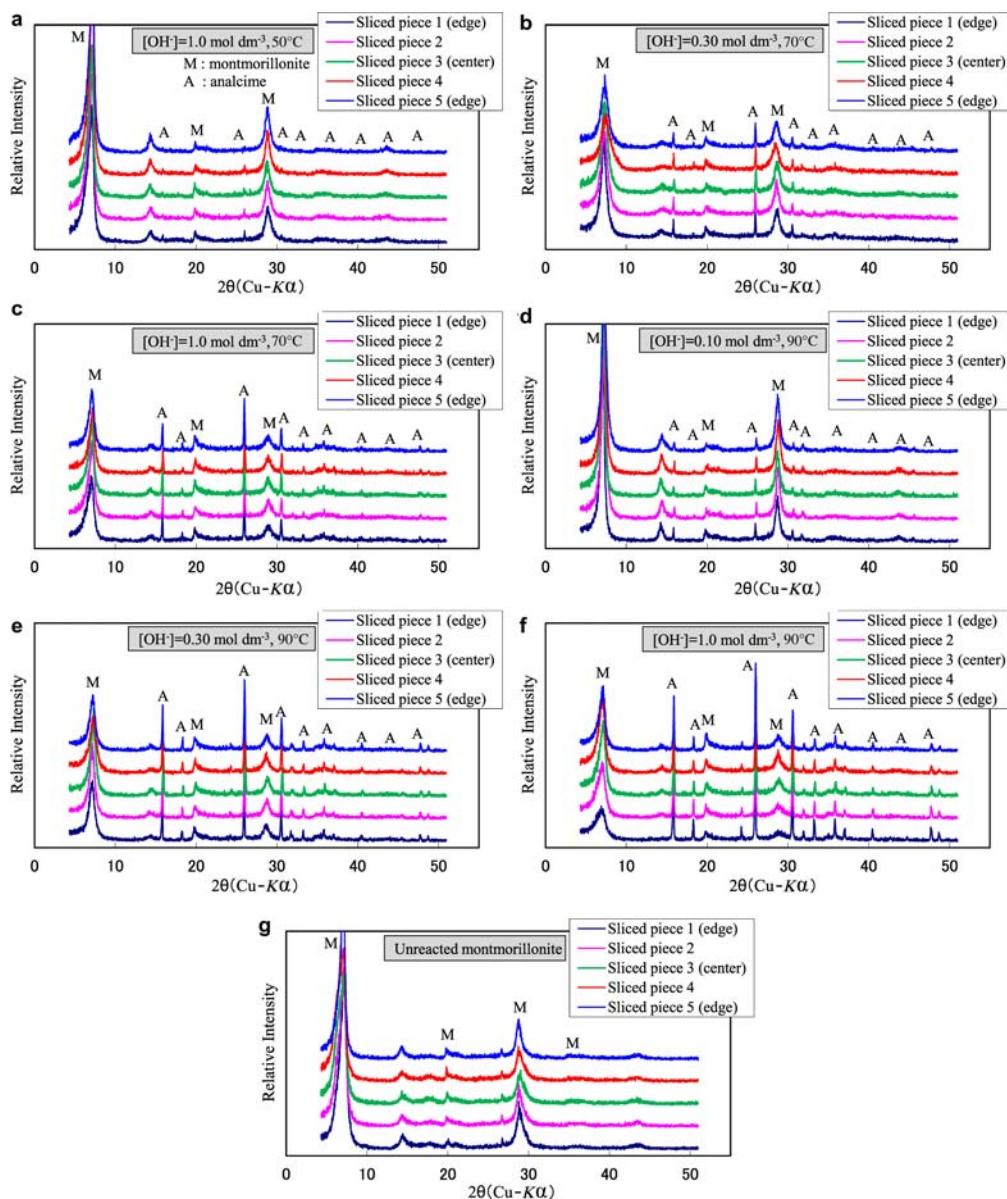 a
[OH-]=1.0 mol dm-3, 50°C
M : montmorillonite
A : analcime
Sliced piece 1 (edge)
Sliced piece 2
Sliced piece 3 (center)
Sliced piece 4
Sliced piece 5 (edge)
M
A M A M A A A A A
Relative Intensity
0 10 20 30 40 50
2θ(Cu-Kα)
b
[OH-]=0.30 mol dm-3, 70°C
Sliced piece 1 (edge)
Sliced piece 2
Sliced piece 3 (center)
Sliced piece 4
Sliced piece 5 (edge)
M
A A M A M A A A A A A
Relative Intensity
0 10 20 30 40 50
2θ(Cu-Kα)
c
[OH-]=1.0 mol dm-3, 70°C
Sliced piece 1 (edge)
Sliced piece 2
Sliced piece 3 (center)
Sliced piece 4
Sliced piece 5 (edge)
M
A A M A M A A A A A A
Relative Intensity
0 10 20 30 40 50
2θ(Cu-Kα)
d
[OH-]=0.10 mol dm-3, 90°C
Sliced piece 1 (edge)
Sliced piece 2
Sliced piece 3 (center)
Sliced piece 4
Sliced piece 5 (edge)
M
A A M A M A A A A A A
Relative Intensity
0 10 20 30 40 50
2θ(Cu-Kα)
e
[OH-]=0.30 mol dm-3, 90°C
Sliced piece 1 (edge)
Sliced piece 2
Sliced piece 3 (center)
Sliced piece 4
Sliced piece 5 (edge)
M
A A M A M A A A A A A
Relative Intensity
0 10 20 30 40 50
2θ(Cu-Kα)
f
[OH-]=1.0 mol dm-3, 90°C
Sliced piece 1 (edge)
Sliced piece 2
Sliced piece 3 (center)
Sliced piece 4
Sliced piece 5 (edge)
M
A A M A M A A A A A A
Relative Intensity
0 10 20 30 40 50
2θ(Cu-Kα)
g
Unreacted montmorillonite
Sliced piece 1 (edge)
Sliced piece 2
Sliced piece 3 (center)
Sliced piece 4
Sliced piece 5 (edge)
M
M M M
Relative Intensity
0 10 20 30 40 50
2θ(Cu-Kα)